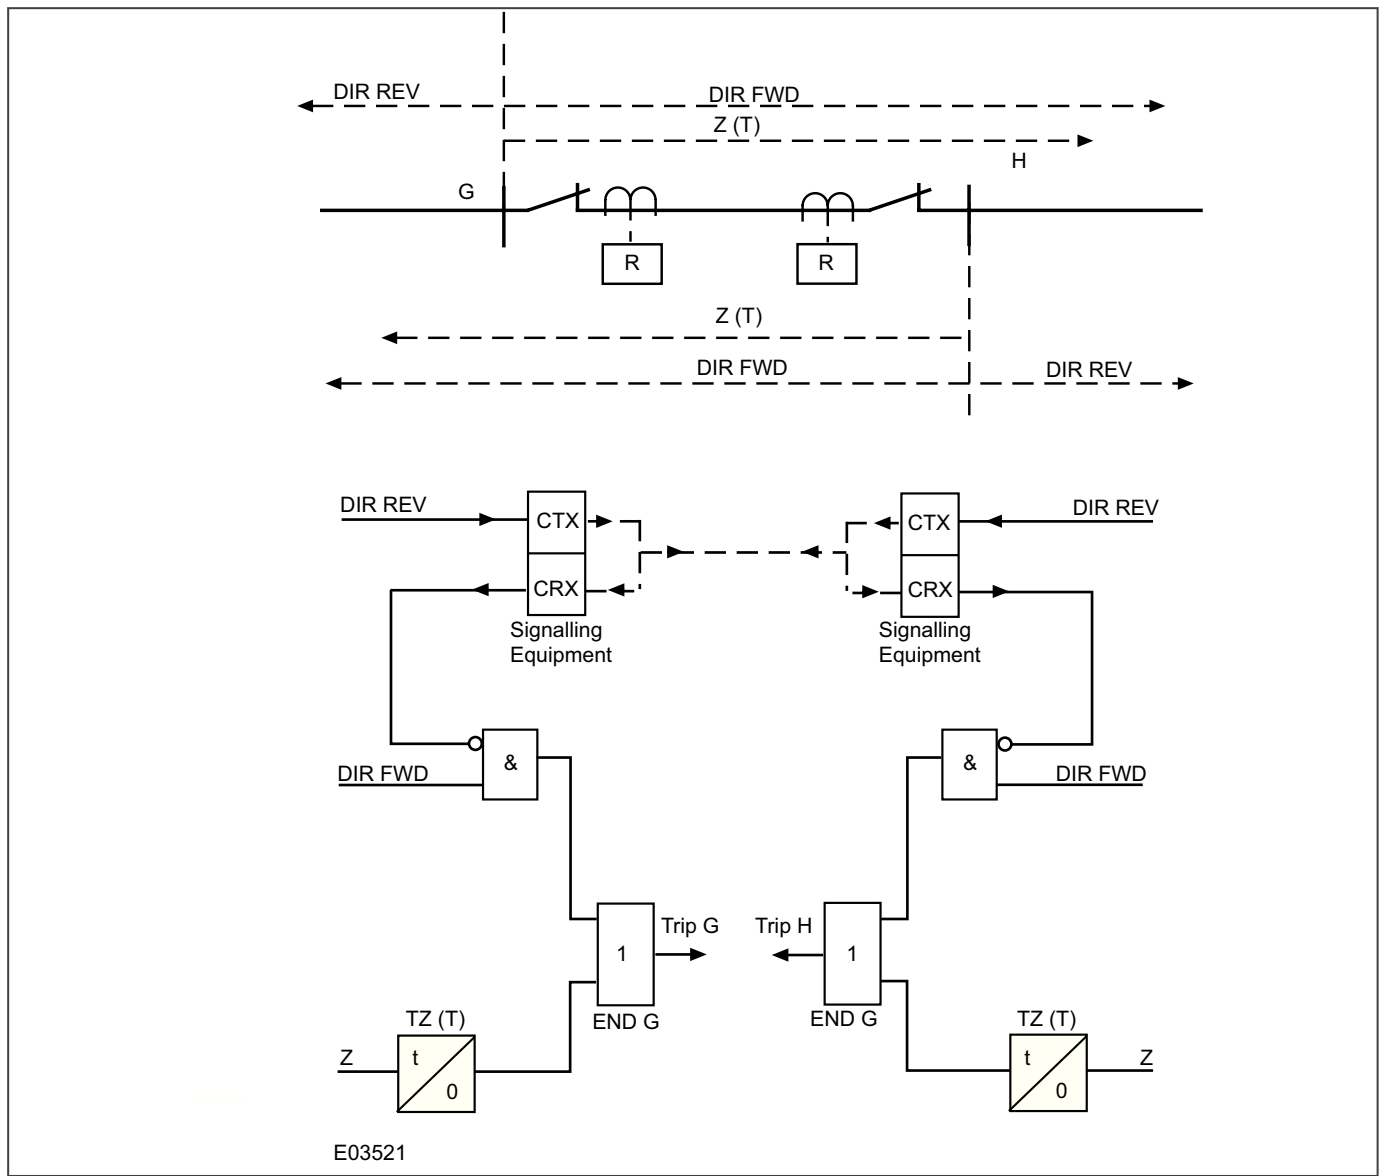 DIR REV
DIR FWD
Z (T)
H
G
R
R
Z (T)
DIR FWD
DIR REV
DIR REV
CTX
CTX
DIR REV
CRX
CRX
Signalling
Equipment
Signalling
Equipment
&
&
DIR FWD
DIR FWD
Trip G
Trip H
1
1
END G
END G
TZ (T)
TZ (T)
Z
t
0
t
0
Z
E03521